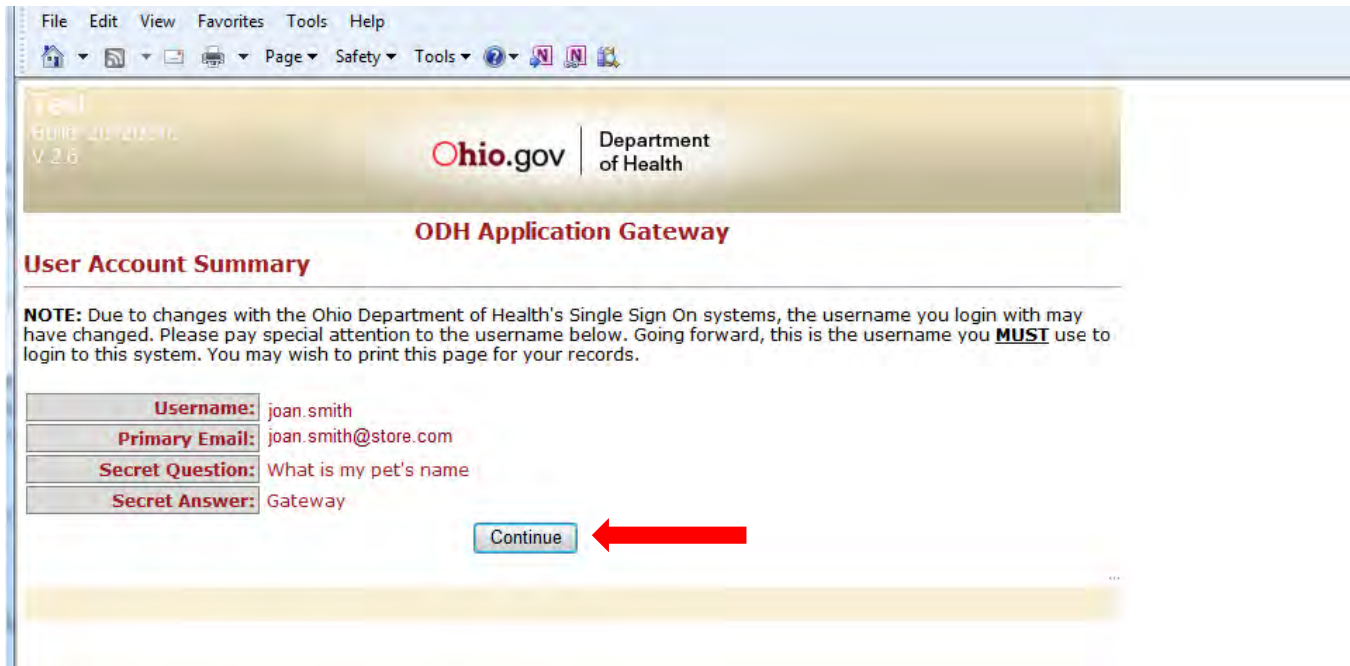 File Edit View Favorites Tools Help
Page Safety Tools
Test
V 2.6
Ohio.gov Department
of Health
ODH Application Gateway
User Account Summary
NOTE: Due to changes with the Ohio Department of Health's Single Sign On systems, the username you login with may
have changed. Please pay special attention to the username below. Going forward, this is the username you MUST use to
login to this system. You may wish to print this page for your records.
Username: joan.smith
Primary Email: joan.smith@store.com
Secret Question: What is my pet's name
Secret Answer: Gateway
Continue
...